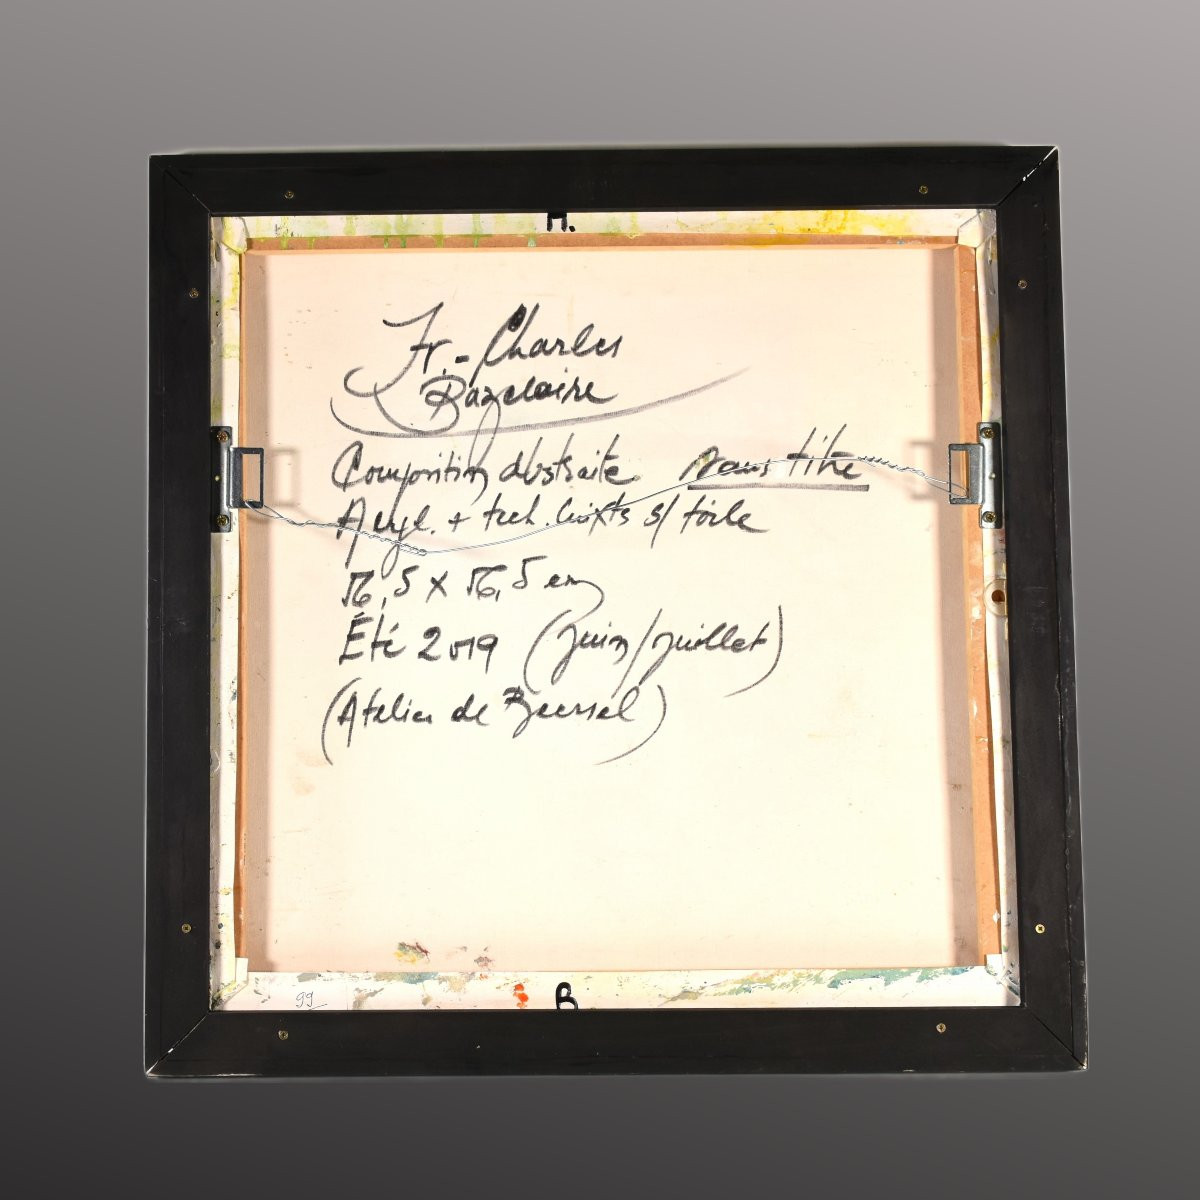 H.
Fr.- Charles
Bazelaire
Composition abstraite sans titre
Acryl. + tech. mixts s/ toile
56,5 x 56,5 cm
Été 2019 (juin/juillet)
(Atelier de Beersel)
99
B